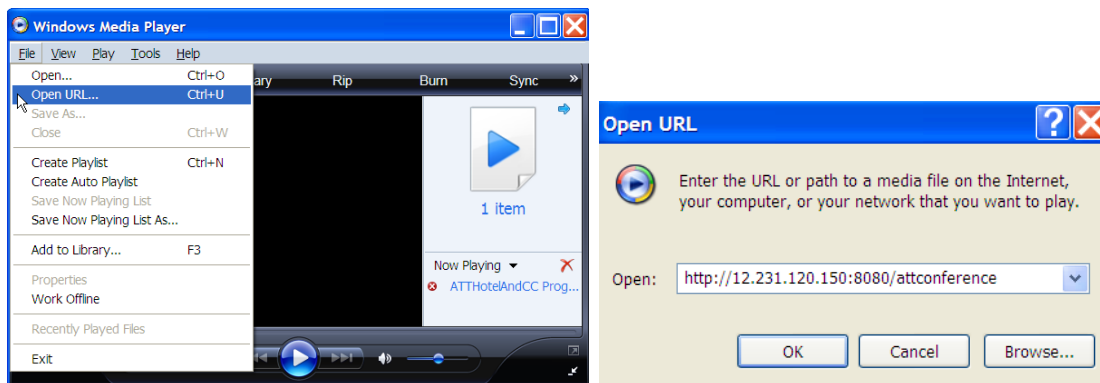 Windows Media Player
File View Play Tools Help
Open... Ctrl+O
Open URL... Ctrl+U
Save As...
Close Ctrl+W
Create Playlist Ctrl+N
Create Auto Playlist
Save Now Playing List
Save Now Playing List As...
Add to Library... F3
Properties
Work Offline
Recently Played Files
Exit
ary Rip Burn Sync »
1 item
Now Playing
ATTHotelAndCC Prog...
Open URL
Enter the URL or path to a media file on the Internet,
your computer, or your network that you want to play.
Open: http://12.231.120.150:8080/attconference
OK Cancel Browse...